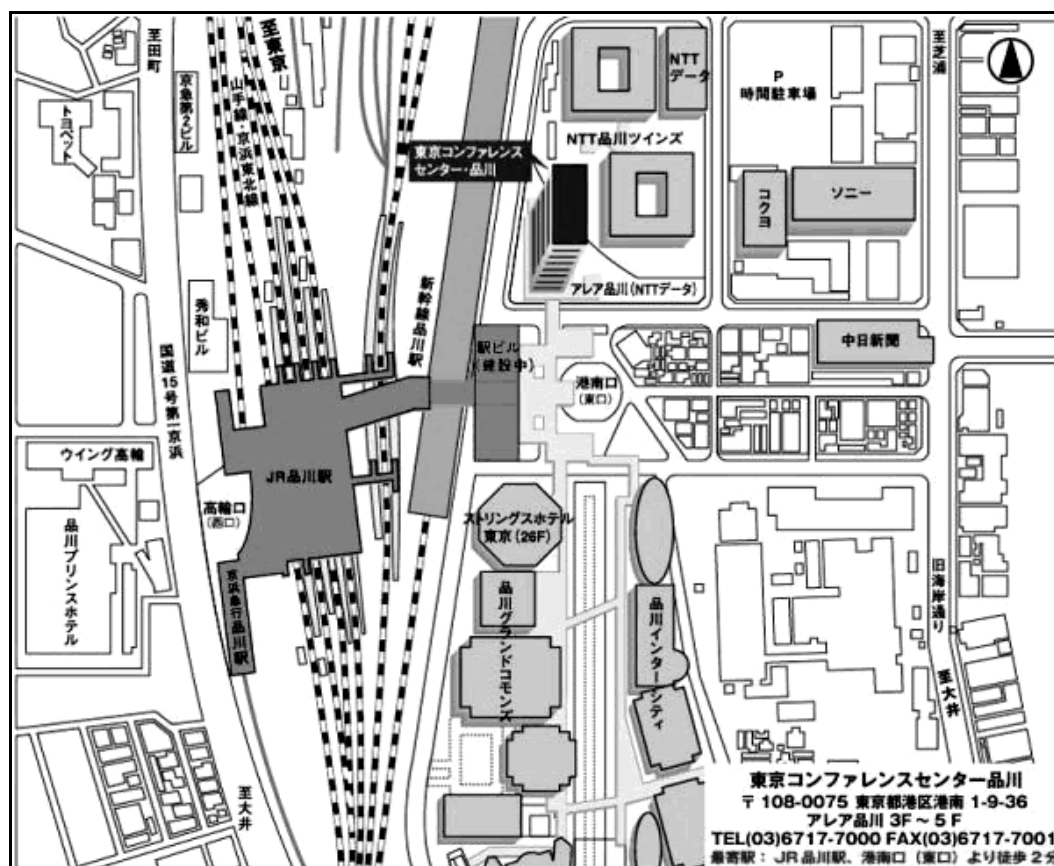 至田町
京急第2ビル
トヨペット
山手線・京浜東北線
至東京
NTT
データ
P
時間駐車場
至芝浦
NTT品川ツインズ
東京コンファレンス
センター・品川
コクヨ
ソニー
アレア品川(NTTデータ)
新幹線品川駅
秀和ビル
国道15号第一京浜
駅ビル
(建設中)
港南口
(東口)
中日新聞
ウイング高輪
JR品川駅
高輪口
(西口)
品川プリンスホテル
京浜急行品川駅
ストリングスホテル
東京(26F)
品川グランドコモンズ
品川インターシティ
旧海岸通り
至大井
至大井
東京コンファレンスセンター品川
〒108-0075 東京都港区港南 1-9-36
アレア品川 3F～5F
TEL(03)6717-7000 FAX(03)6717-7001
最寄駅：JR品川駅、港南口（東口）より徒歩2